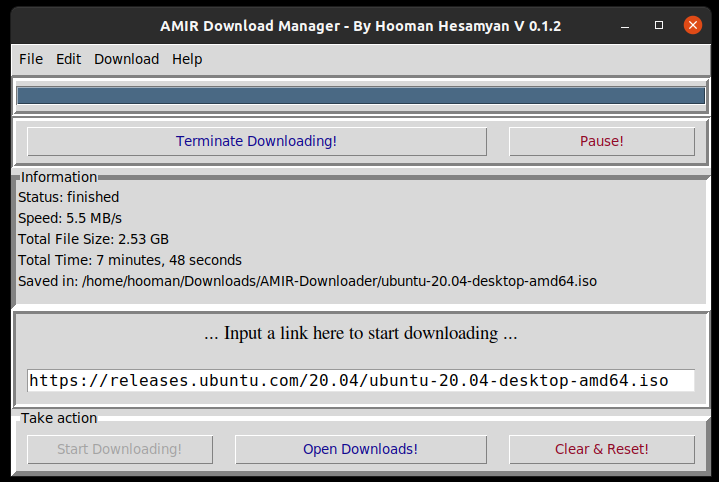 AMIR Download Manager - By Hooman Hesamyan V 0.1.2
File Edit Download Help
Terminate Downloading! Pause!
Information
Status: finished
Speed: 5.5 MB/s
Total File Size: 2.53 GB
Total Time: 7 minutes, 48 seconds
Saved in: /home/hooman/Downloads/AMIR-Downloader/ubuntu-20.04-desktop-amd64.iso
... Input a link here to start downloading ...
https://releases.ubuntu.com/20.04/ubuntu-20.04-desktop-amd64.iso
Take action
Start Downloading! Open Downloads! Clear & Reset!